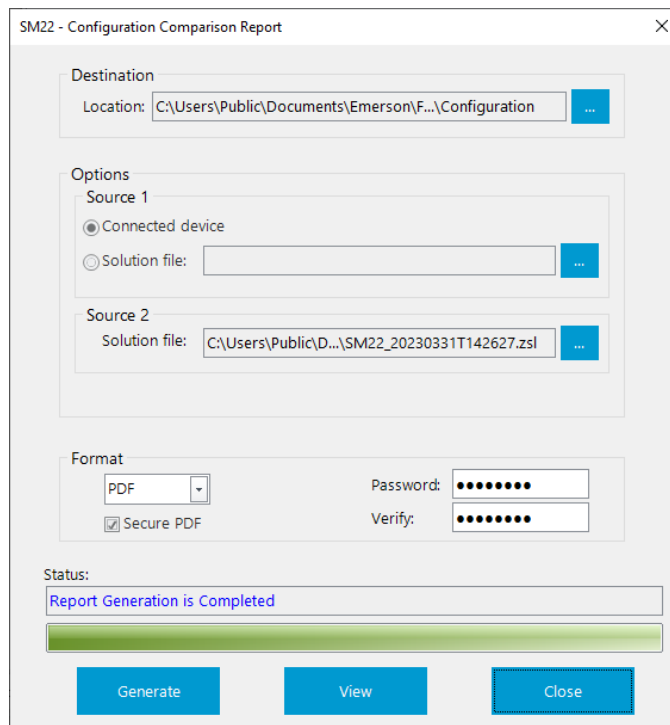 SM22 - Configuration Comparison Report
Destination
Location: C:\Users\Public\Documents\Emerson\F...\Configuration ...
Options
Source 1
Connected device
Solution file: ...
Source 2
Solution file: C:\Users\Public\D...\SM22_20230331T142627.zsl ...
Format
PDF
Password: ●●●●●●●●
Secure PDF
Verify: ●●●●●●●●
Status:
Report Generation is Completed
Generate View Close